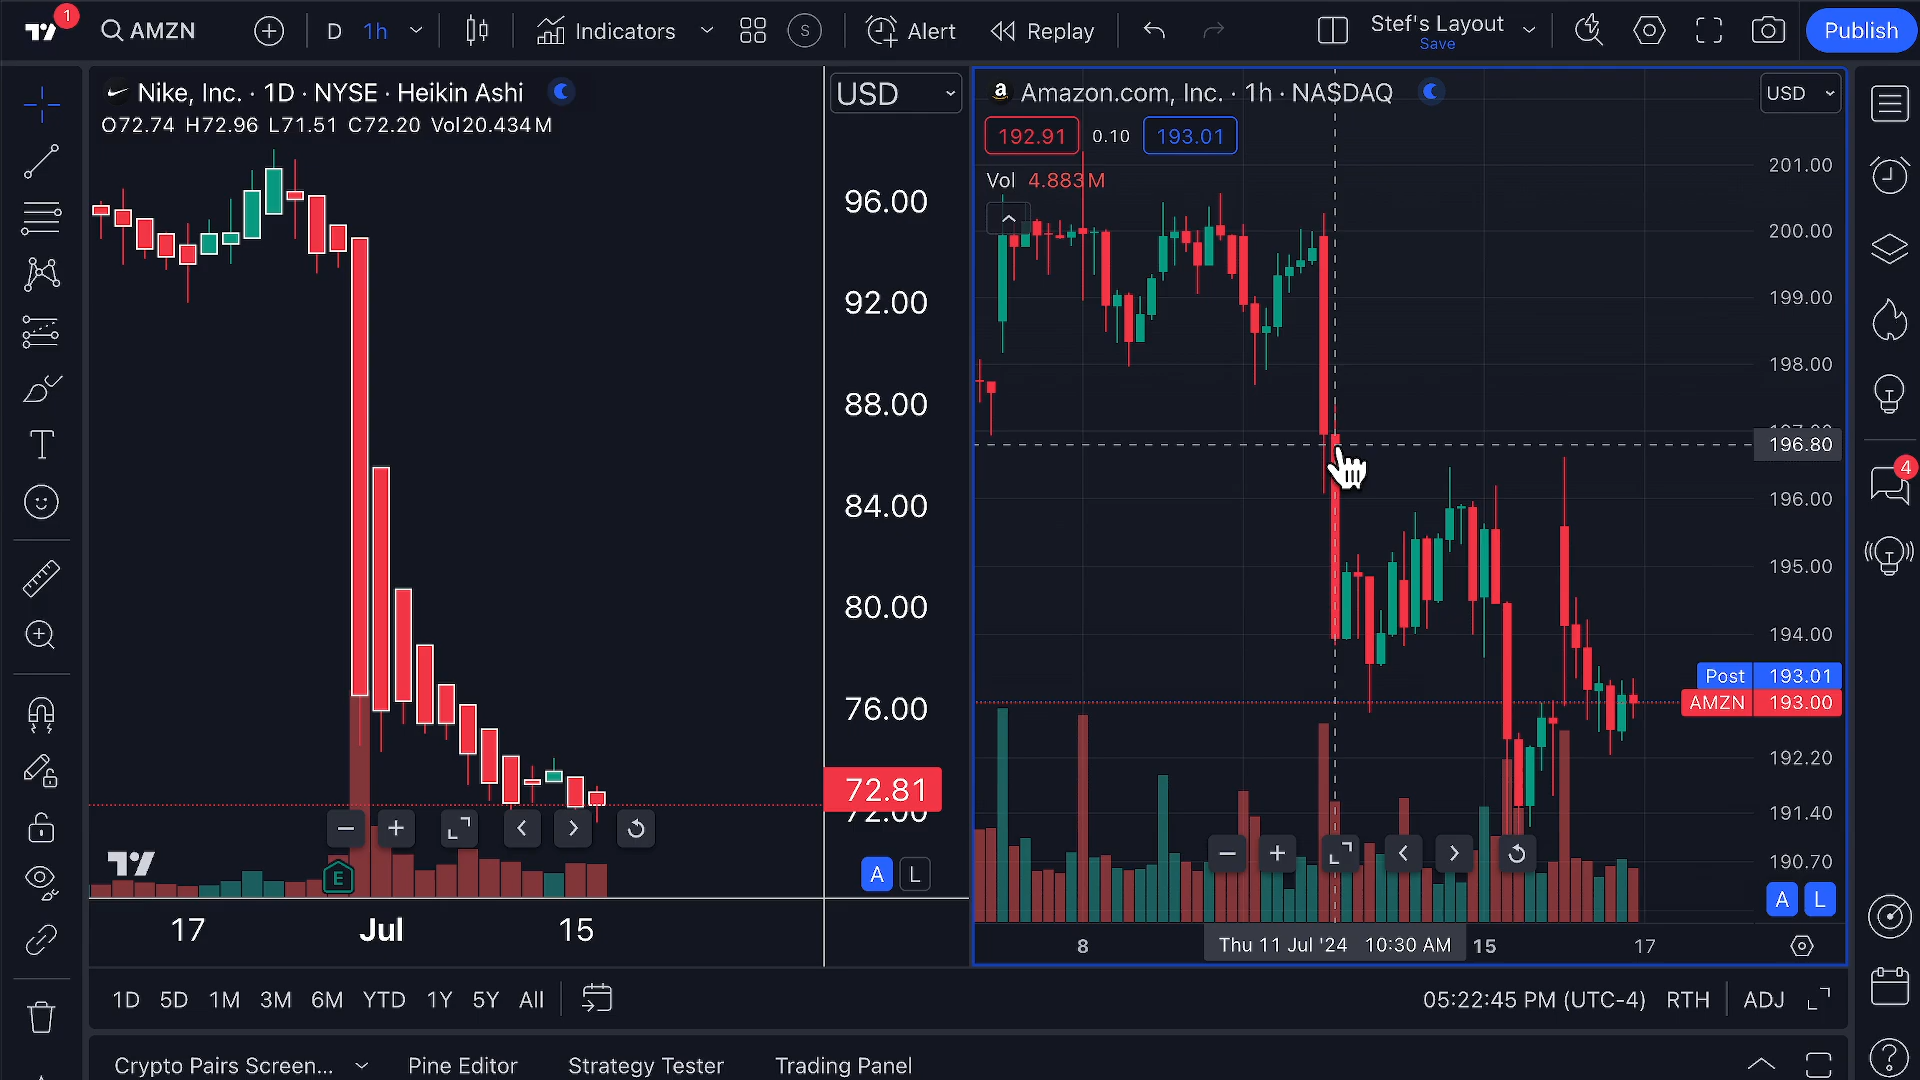 1
AMZN
D 1h
Indicators
S
Alert
Replay
Stef's Layout
Save
Publish
Nike, Inc. · 1D · NYSE · Heikin Ashi
O72.74 H72.96 L71.51 C72.20 Vol20.434M
USD
96.00
92.00
88.00
84.00
80.00
76.00
72.81
72.00
E
A L
17 Jul 15
Amazon.com, Inc. · 1h · NASDAQ
USD
192.91 0.10 193.01
Vol 4.883M
201.00
200.00
199.00
198.00
197.00
196.80
196.00
195.00
194.00
Post 193.01
AMZN 193.00
192.20
191.40
190.70
A L
8 Thu 11 Jul '24 10:30 AM 15 17
4
1D 5D 1M 3M 6M YTD 1Y 5Y All
05:22:45 PM (UTC-4) RTH ADJ
Crypto Pairs Screen... Pine Editor Strategy Tester Trading Panel